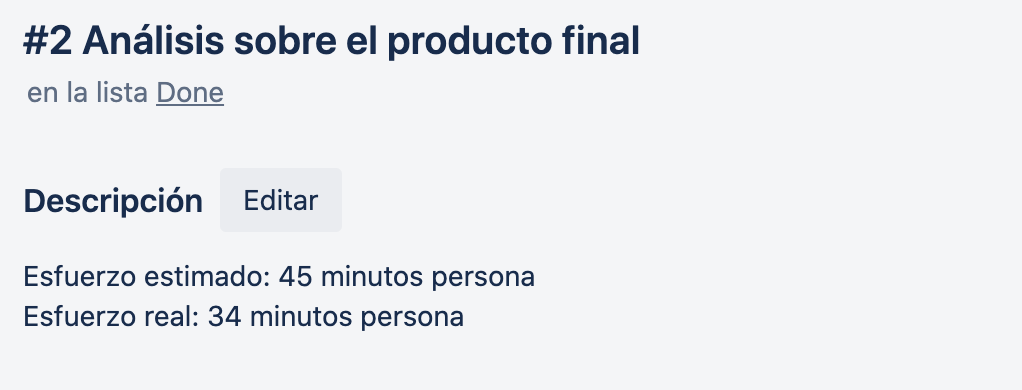 #2 Análisis sobre el producto final
en la lista Done
Descripción Editar
Esfuerzo estimado: 45 minutos persona
Esfuerzo real: 34 minutos persona